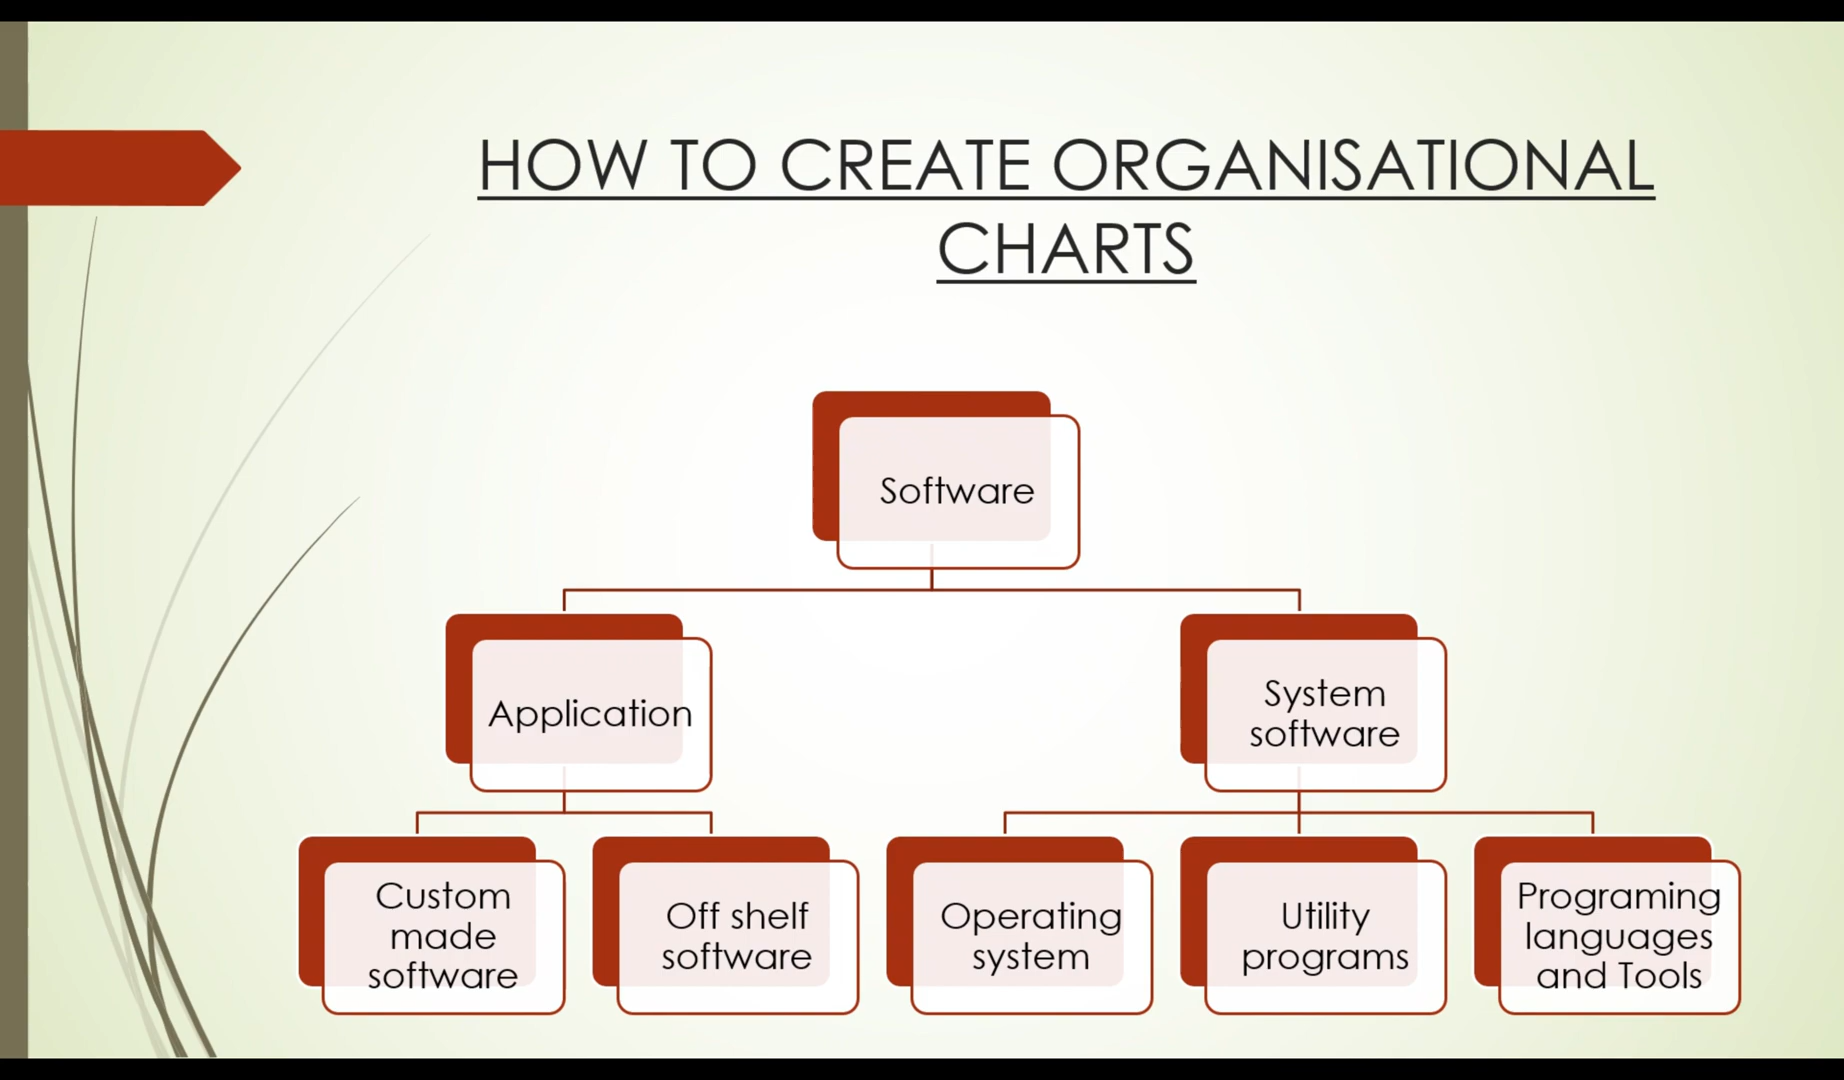 HOW TO CREATE ORGANISATIONAL
CHARTS
Software
Application
System
software
Custom
made
software
Off shelf
software
Operating
system
Utility
programs
Programing
languages
and Tools